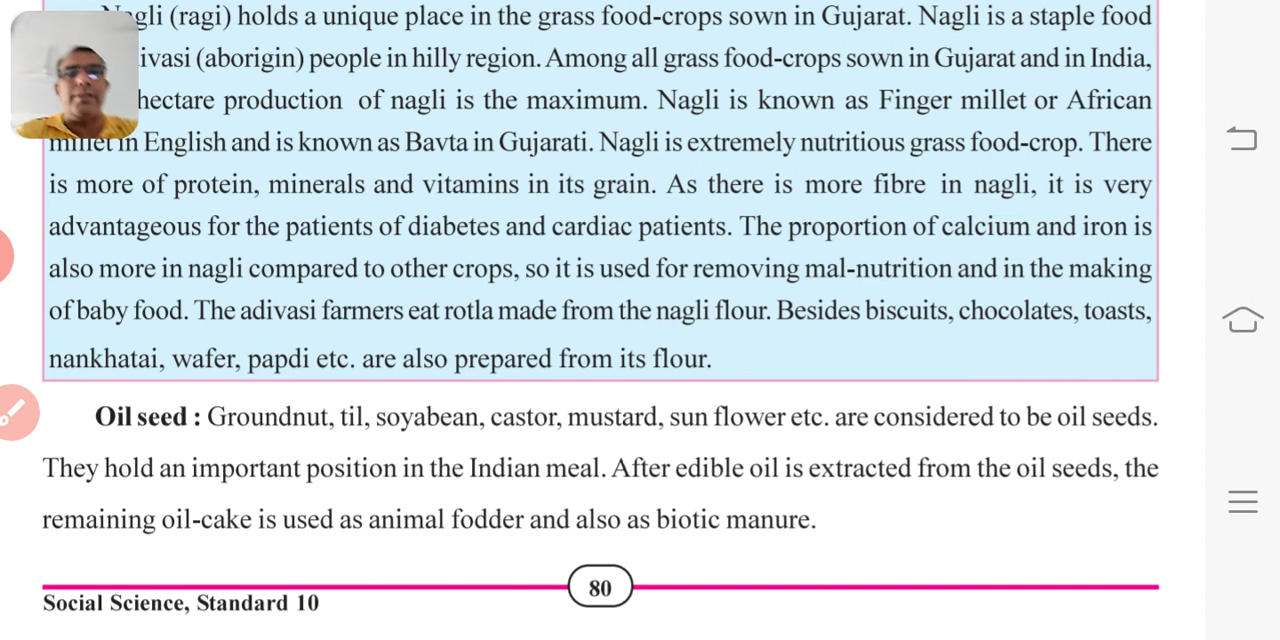 Nagli (ragi) holds a unique place in the grass food-crops sown in Gujarat. Nagli is a staple food
(aborigin) people in hilly region. Among all grass food-crops sown in Gujarat and in India,
hectare production of nagli is the maximum. Nagli is known as Finger millet or African
millet in English and is known as Bavta in Gujarati. Nagli is extremely nutritious grass food-crop. There
is more of protein, minerals and vitamins in its grain. As there is more fibre in nagli, it is very
advantageous for the patients of diabetes and cardiac patients. The proportion of calcium and iron is
also more in nagli compared to other crops, so it is used for removing mal-nutrition and in the making
of baby food. The adivasi farmers eat rotla made from the nagli flour. Besides biscuits, chocolates, toasts,
nankhatai, wafer, papdi etc. are also prepared from its flour.
Oil seed : Groundnut, til, soyabean, castor, mustard, sun flower etc. are considered to be oil seeds.
They hold an important position in the Indian meal. After edible oil is extracted from the oil seeds, the
remaining oil-cake is used as animal fodder and also as biotic manure.
80
Social Science, Standard 10